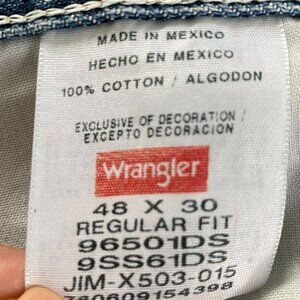 MADE IN MEXICO
HECHO EN MEXICO
100% COTTON / ALGODON
EXCLUSIVE OF DECORATION /
EXCEPTO DECORACION
Wrangler
48 X 30
REGULAR FIT
96501DS
9SS61DS
JIM-X503-015